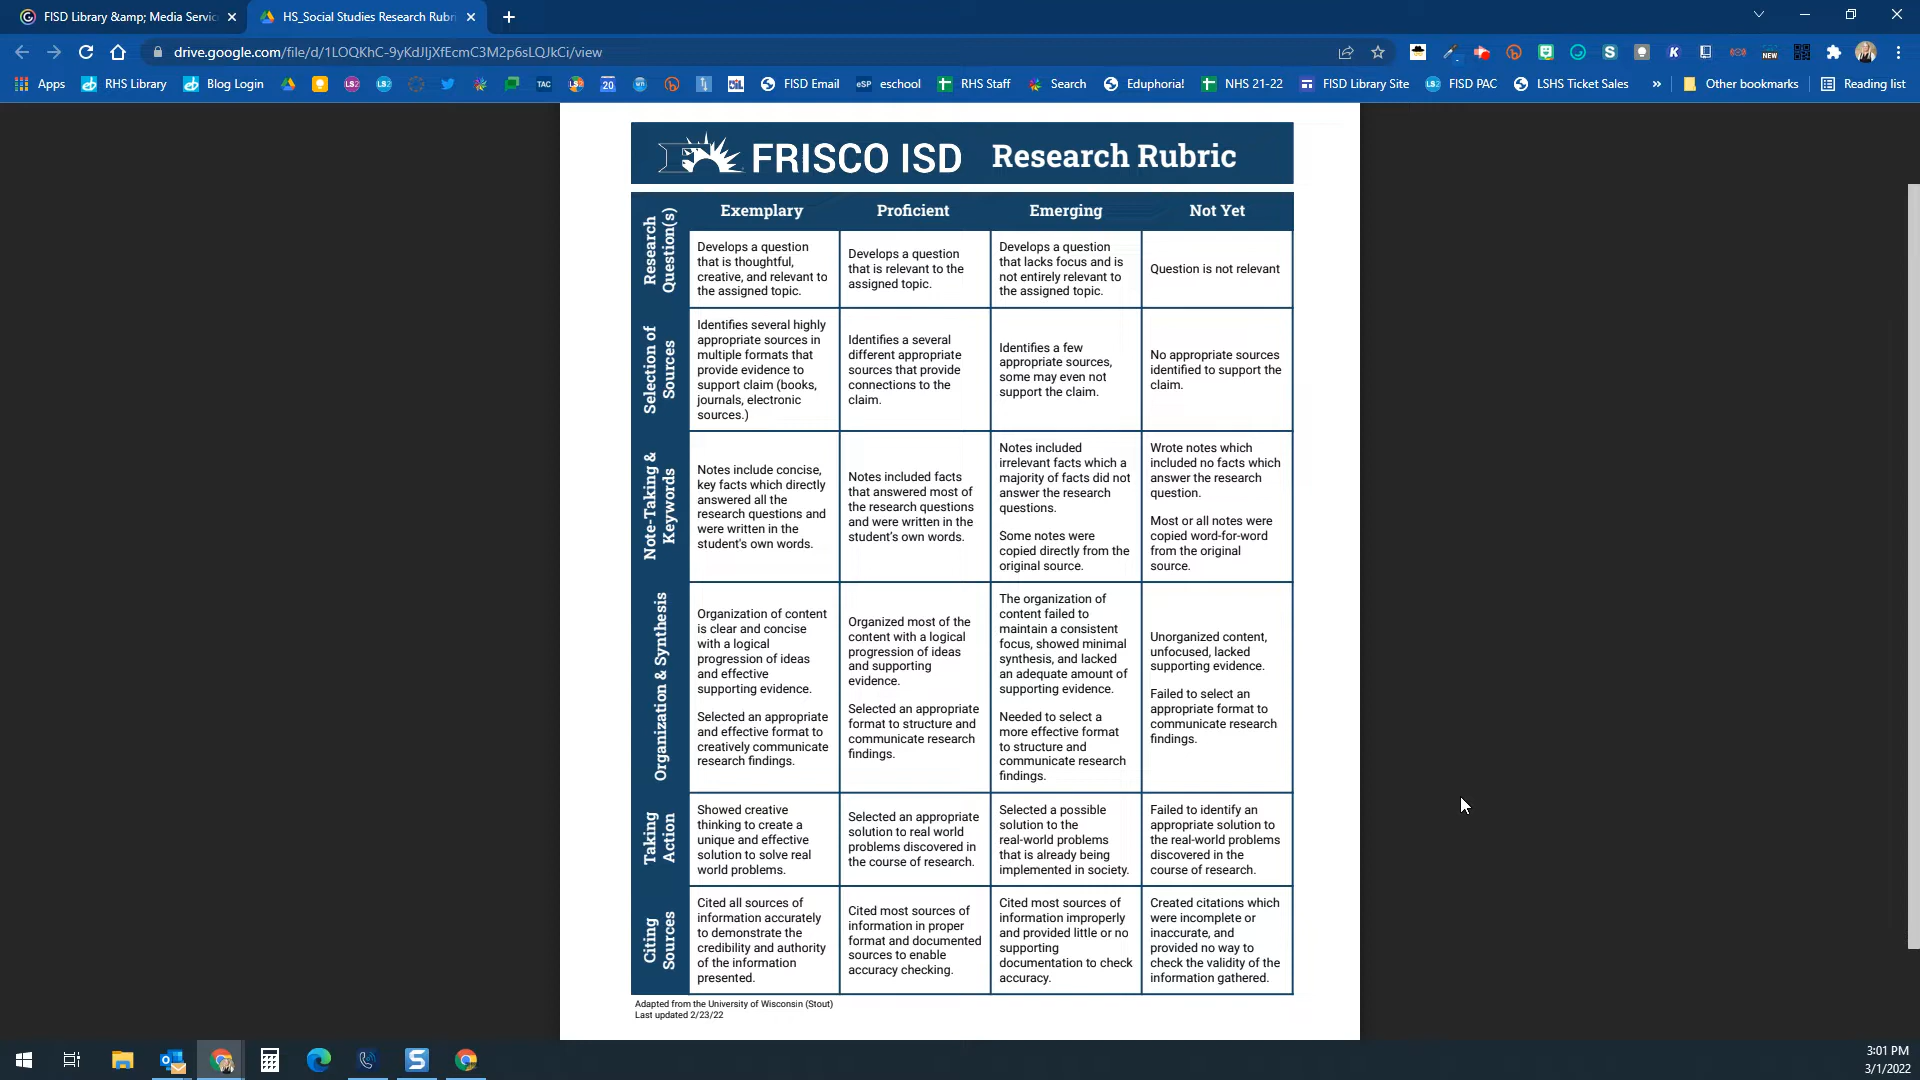 FISD Library &amp; Media Servic
HS_Social Studies Research Rubr
drive.google.com/file/d/1LOQKhC-9yKdJIjXfEcmC3M2p6sLQJkCj/view
Apps
RHS Library
Blog Login
TAC
20
FISD Email
eSP
eschool
RHS Staff
Search
Eduphoria!
NHS 21-22
FISD Library Site
FISD PAC
LSHS Ticket Sales
»
Other bookmarks
Reading list
NEW
FRISCO ISD Research Rubric
Exemplary
Proficient
Emerging
Not Yet
Research
Question(s)
Develops a question
that is thoughtful,
creative, and relevant to
the assigned topic.
Develops a question
that is relevant to the
assigned topic.
Develops a question
that lacks focus and is
not entirely relevant to
the assigned topic.
Question is not relevant
Selection of
Sources
Identifies several highly
appropriate sources in
multiple formats that
provide evidence to
support claim (books,
journals, electronic
sources.)
Identifies a several
different appropriate
sources that provide
connections to the
claim.
Identifies a few
appropriate sources,
some may even not
support the claim.
No appropriate sources
identified to support the
claim.
Note-Taking &
Keywords
Notes include concise,
key facts which directly
answered all the
research questions and
were written in the
student's own words.
Notes included facts
that answered most of
the research questions
and were written in the
student's own words.
Notes included
irrelevant facts which a
majority of facts did not
answer the research
questions.
Some notes were
copied directly from the
original source.
Wrote notes which
included no facts which
answer the research
question.
Most or all notes were
copied word-for-word
from the original
source.
Organization & Synthesis
Organization of content
is clear and concise
with a logical
progression of ideas
and effective
supporting evidence.
Selected an appropriate
and effective format to
creatively communicate
research findings.
Organized most of the
content with a logical
progression of ideas
and supporting
evidence.
Selected an appropriate
format to structure and
communicate research
findings.
The organization of
content failed to
maintain a consistent
focus, showed minimal
synthesis, and lacked
an adequate amount of
supporting evidence.
Needed to select a
more effective format
to structure and
communicate research
findings.
Unorganized content,
unfocused, lacked
supporting evidence.
Failed to select an
appropriate format to
communicate research
findings.
Taking
Action
Showed creative
thinking to create a
unique and effective
solution to solve real
world problems.
Selected an appropriate
solution to real world
problems discovered in
the course of research.
Selected a possible
solution to the
real-world problems
that is already being
implemented in society.
Failed to identify an
appropriate solution to
the real-world problems
discovered in the
course of research.
Citing
Sources
Cited all sources of
information accurately
to demonstrate the
credibility and authority
of the information
presented.
Cited most sources of
information in proper
format and documented
sources to enable
accuracy checking.
Cited most sources of
information improperly
and provided little or no
supporting
documentation to check
accuracy.
Created citations which
were incomplete or
inaccurate, and
provided no way to
check the validity of the
information gathered.
Adapted from the University of Wisconsin (Stout)
Last updated 2/23/22
3:01 PM
3/1/2022